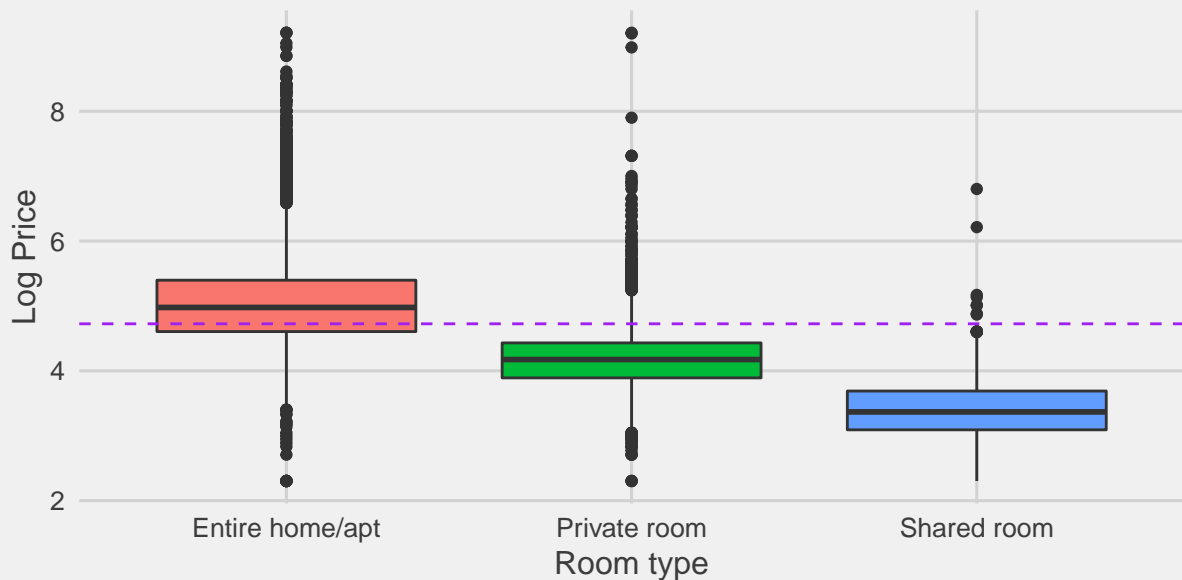 Log Price
8
6
4
2
Entire home/apt
Private room
Shared room
Room type